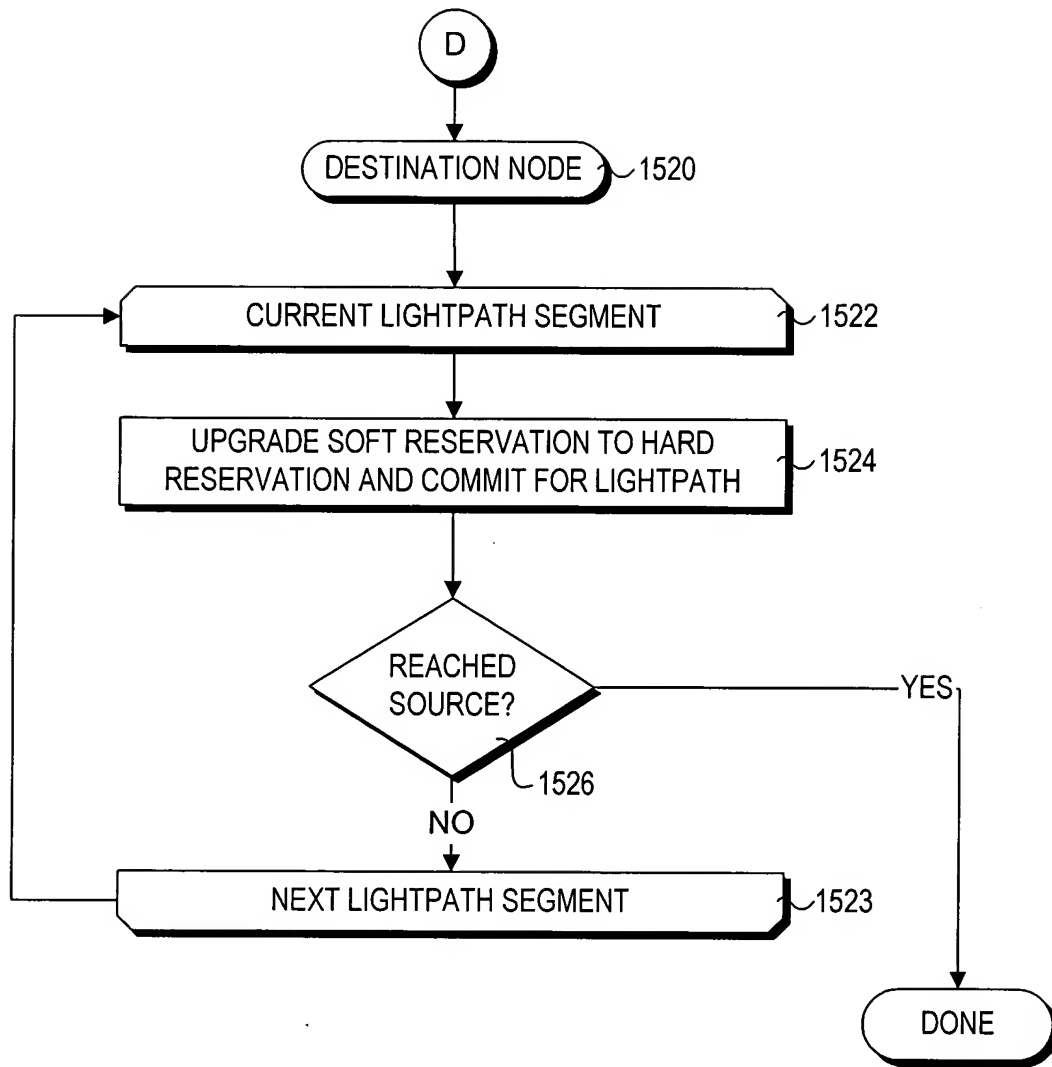 D
DESTINATION NODE
1520
CURRENT LIGHTPATH SEGMENT
1522
UPGRADE SOFT RESERVATION TO HARD
RESERVATION AND COMMIT FOR LIGHTPATH
1524
REACHED
SOURCE?
YES
1526
NO
NEXT LIGHTPATH SEGMENT
1523
DONE